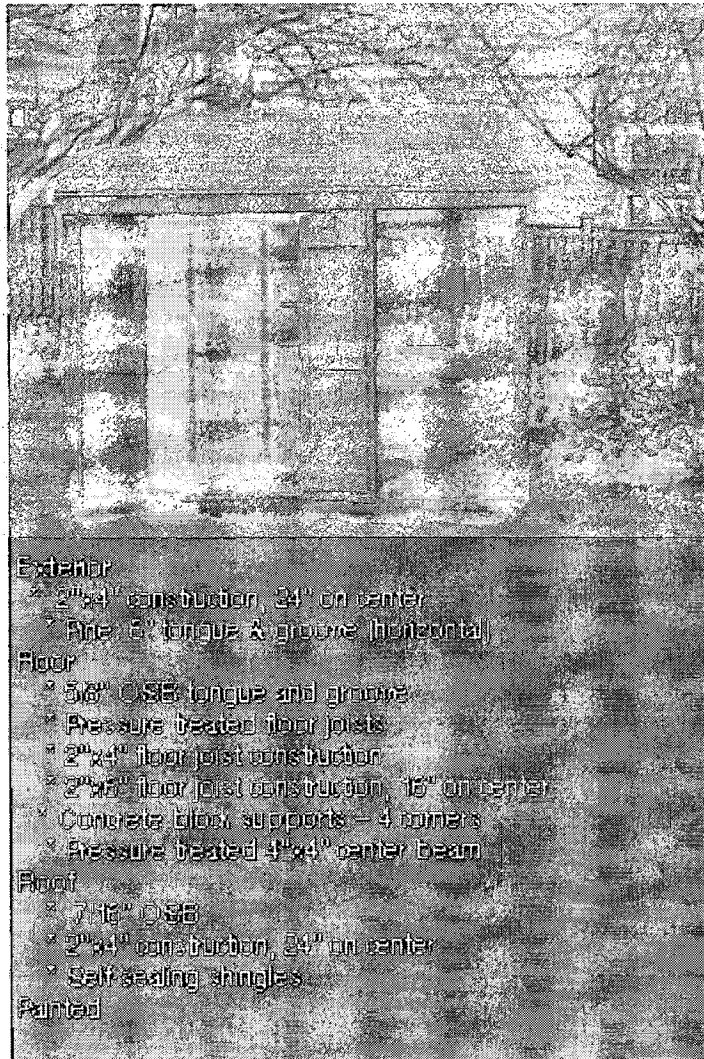 Exterior
* 2"x4" construction, 24" on center
* Pine 6" tongue & groove (horizontal)
Floor
* 5/8" OSB tongue and groove
* Pressure treated floor joists
* 2"x4" floor joist construction
* 2"x6" floor joist construction, 16" on center
* Concrete block supports – 4 corners
* Pressure treated 4"x4" center beam
Roof
* 7/16" OSB
* 2"x4" construction, 24" on center
* Self sealing shingles
Painted